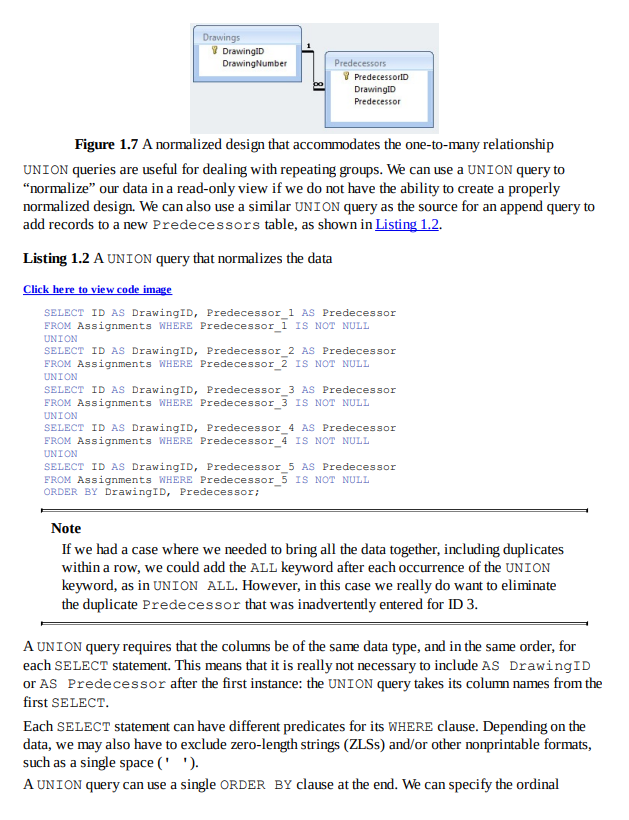 Drawings
DrawingID
DrawingNumber
1
∞
Predecessors
PredecessorID
DrawingID
Predecessor
Figure 1.7 A normalized design that accommodates the one-to-many relationship
UNION queries are useful for dealing with repeating groups. We can use a UNION query to
“normalize” our data in a read-only view if we do not have the ability to create a properly
normalized design. We can also use a similar UNION query as the source for an append query to
add records to a new Predecessors table, as shown in Listing 1.2.
Listing 1.2 A UNION query that normalizes the data
Click here to view code image
SELECT ID AS DrawingID, Predecessor_1 AS Predecessor
FROM Assignments WHERE Predecessor_1 IS NOT NULL
UNION
SELECT ID AS DrawingID, Predecessor_2 AS Predecessor
FROM Assignments WHERE Predecessor_2 IS NOT NULL
UNION
SELECT ID AS DrawingID, Predecessor_3 AS Predecessor
FROM Assignments WHERE Predecessor_3 IS NOT NULL
UNION
SELECT ID AS DrawingID, Predecessor_4 AS Predecessor
FROM Assignments WHERE Predecessor_4 IS NOT NULL
UNION
SELECT ID AS DrawingID, Predecessor_5 AS Predecessor
FROM Assignments WHERE Predecessor_5 IS NOT NULL
ORDER BY DrawingID, Predecessor;
Note
If we had a case where we needed to bring all the data together, including duplicates
within a row, we could add the ALL keyword after each occurrence of the UNION
keyword, as in UNION ALL. However, in this case we really do want to eliminate
the duplicate Predecessor that was inadvertently entered for ID 3.
A UNION query requires that the columns be of the same data type, and in the same order, for
each SELECT statement. This means that it is really not necessary to include AS DrawingID
or AS Predecessor after the first instance: the UNION query takes its column names from the
first SELECT.
Each SELECT statement can have different predicates for its WHERE clause. Depending on the
data, we may also have to exclude zero-length strings (ZLSs) and/or other nonprintable formats,
such as a single space (' ').
A UNION query can use a single ORDER BY clause at the end. We can specify the ordinal